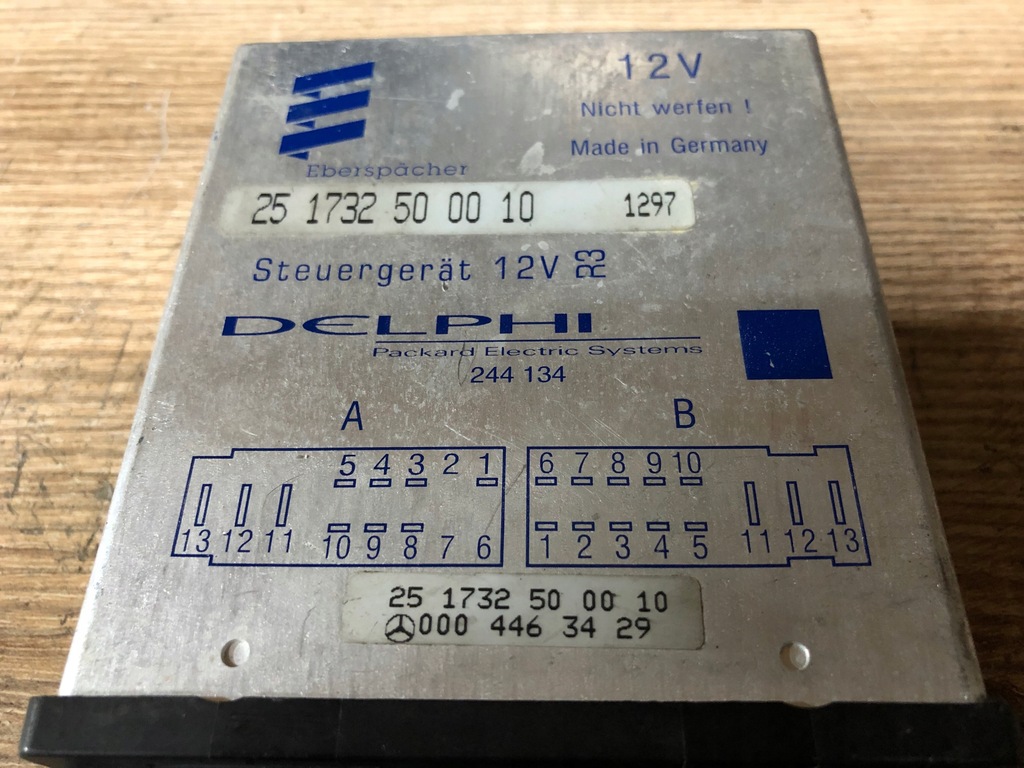 12V
Nicht werfen !
Made in Germany
Eberspächer
25 1732 50 00 10 1297
Steuergerät 12V R3
DELPHI
Packard Electric Systems
244 134
A B
5 4 3 2 1 6 7 8 9 10
13 12 11 10 9 8 7 6 1 2 3 4 5 11 12 13
25 1732 50 00 10
000 446 34 29